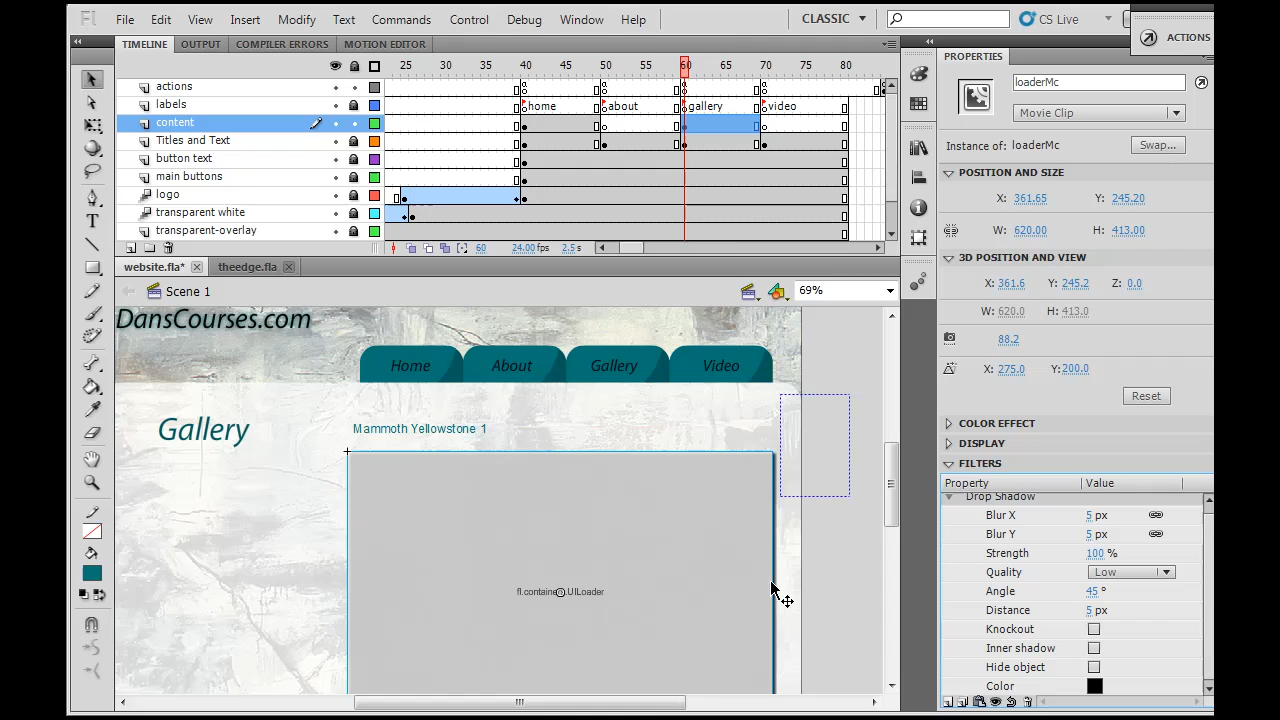 Fl File Edit View Insert Modify Text Commands Control Debug Window Help CLASSIC CS Live
ACTIONS
TIMELINE OUTPUT COMPILER ERRORS MOTION EDITOR
PROPERTIES
25 30 35 40 45 50 55 60 65 70 75 80
actions
labels home about gallery video
content
Titles and Text
button text
main buttons
logo
transparent white
transparent-overlay
60 24.00 fps 2.5 s
loaderMc
Movie Clip
Instance of: loaderMc Swap...
POSITION AND SIZE
X: 361.65 Y: 245.20
W: 620.00 H: 413.00
3D POSITION AND VIEW
X: 361.6 Y: 245.2 Z: 0.0
W: 620.0 H: 413.0
88.2
X: 275.0 Y: 200.0
Reset
COLOR EFFECT
DISPLAY
FILTERS
Property Value
Drop Shadow
Blur X 5 px
Blur Y 5 px
Strength 100 %
Quality Low
Angle 45 °
Distance 5 px
Knockout
Inner shadow
Hide object
Color
website.fla* theedge.fla
Scene 1 69%
DansCourses.com
Home About Gallery Video
Gallery
Mammoth Yellowstone 1